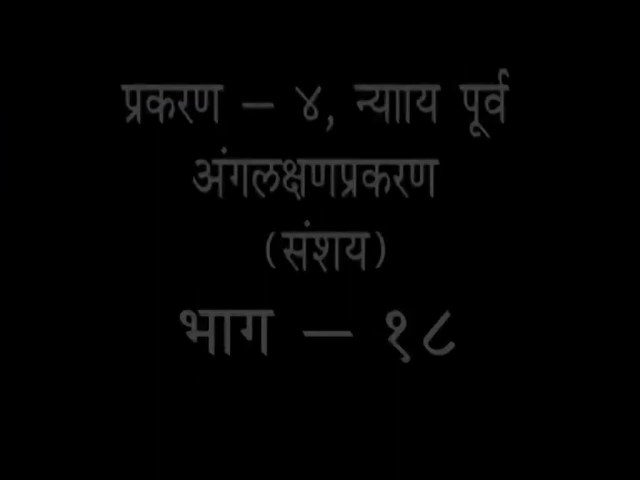 प्रकरण – ४, न्यााय पूर्व
अंगलक्षणप्रकरण
(संशय)
भाग – १८